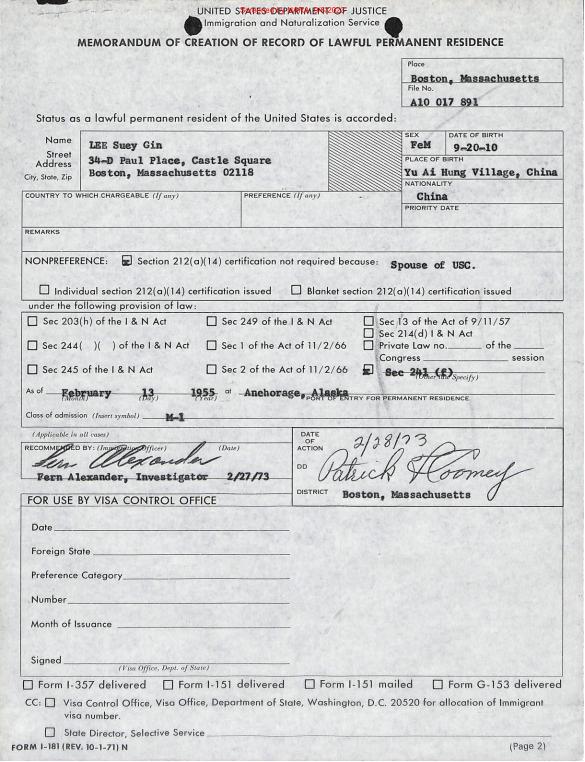 UNITED STATES DEPARTMENT OF JUSTICE
Immigration and Naturalization Service
MEMORANDUM OF CREATION OF RECORD OF LAWFUL PERMANENT RESIDENCE
Place
Boston, Massachusetts
File No.
A10 017 891
Status as a lawful permanent resident of the United States is accorded:
Name LEE Suey Gin
Street Address 34-D Paul Place, Castle Square
City, State, Zip Boston, Massachusetts 02118
SEX FeM
DATE OF BIRTH 9-20-10
PLACE OF BIRTH
Yu Ai Hung Village, China
NATIONALITY
China
COUNTRY TO WHICH CHARGEABLE (If any) PREFERENCE (If any) PRIORITY DATE
REMARKS
NONPREFERENCE: Section 212(a)(14) certification not required because: Spouse of USC.
Individual section 212(a)(14) certification issued Blanket section 212(a)(14) certification issued
under the following provision of law:
Sec 203(h) of the I & N Act Sec 249 of the I & N Act Sec 13 of the Act of 9/11/57
Sec 214(d) I & N Act
Sec 244( )( ) of the I & N Act Sec 1 of the Act of 11/2/66 Private Law no. of the
Congress session
Sec 245 of the I & N Act Sec 2 of the Act of 11/2/66 Sec 241 (f)
(Other law Specify)
As of February 13 1955 at Anchorage, Alaska
(Month) (Day) (Year) PORT OF ENTRY FOR PERMANENT RESIDENCE
Class of admission (Insert symbol) M-1
(Applicable in all cases)
RECOMMENDED BY: (Immigration Officer) (Date)
Fern Alexander
Fern Alexander, Investigator 2/27/73
DATE OF ACTION 2/28/73
DD
DISTRICT Boston, Massachusetts
FOR USE BY VISA CONTROL OFFICE
Date
Foreign State
Preference Category
Number
Month of Issuance
Signed
(Visa Office, Dept. of State)
Form I-357 delivered Form I-151 delivered Form I-151 mailed Form G-153 delivered
CC: Visa Control Office, Visa Office, Department of State, Washington, D.C. 20520 for allocation of Immigrant
visa number.
State Director, Selective Service
FORM I-181 (REV. 10-1-71) N (Page 2)